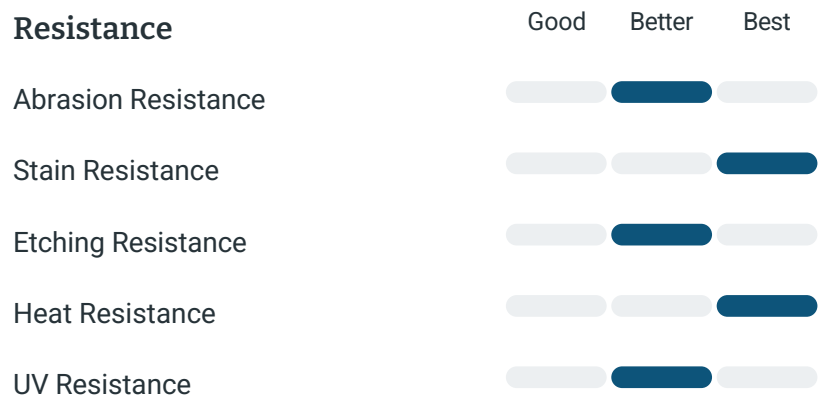 Resistance Good Better Best
Abrasion Resistance
Stain Resistance
Etching Resistance
Heat Resistance
UV Resistance